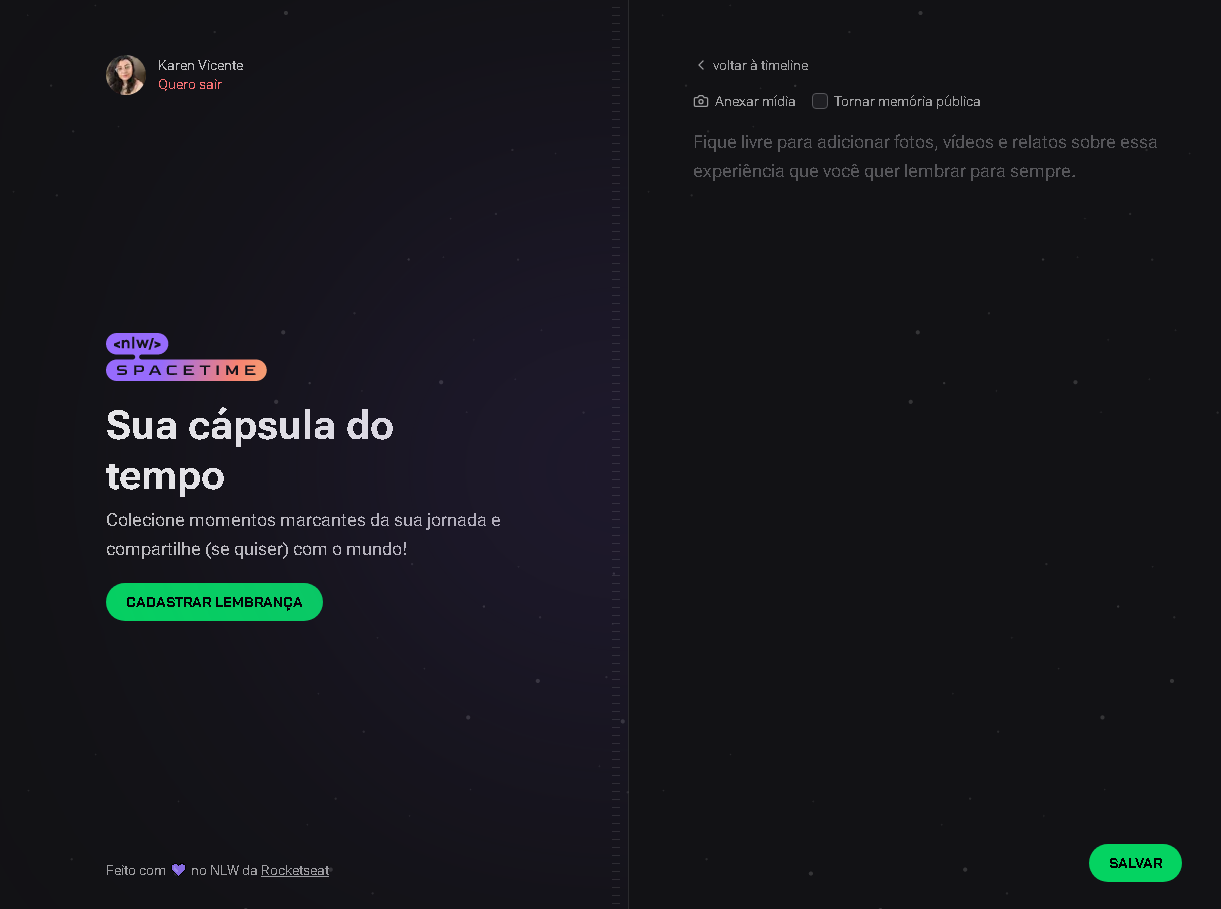 Karen Vicente
Quero sair
<nlw/>
SPACETIME
Sua cápsula do
tempo
Colecione momentos marcantes da sua jornada e
compartilhe (se quiser) com o mundo!
CADASTRAR LEMBRANÇA
Feito com 💜 no NLW da Rocketseat
voltar à timeline
Anexar mídia
Tornar memória pública
Fique livre para adicionar fotos, vídeos e relatos sobre essa
experiência que você quer lembrar para sempre.
SALVAR